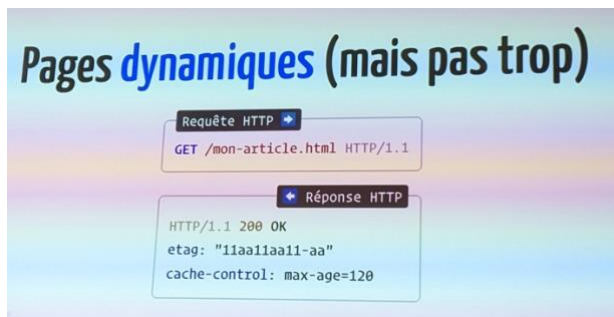 Pages dynamiques (mais pas trop)
Requête HTTP ➡
GET /mon-article.html HTTP/1.1
⬅ Réponse HTTP
HTTP/1.1 200 OK
etag: "11aa11aa11-aa"
cache-control: max-age=120